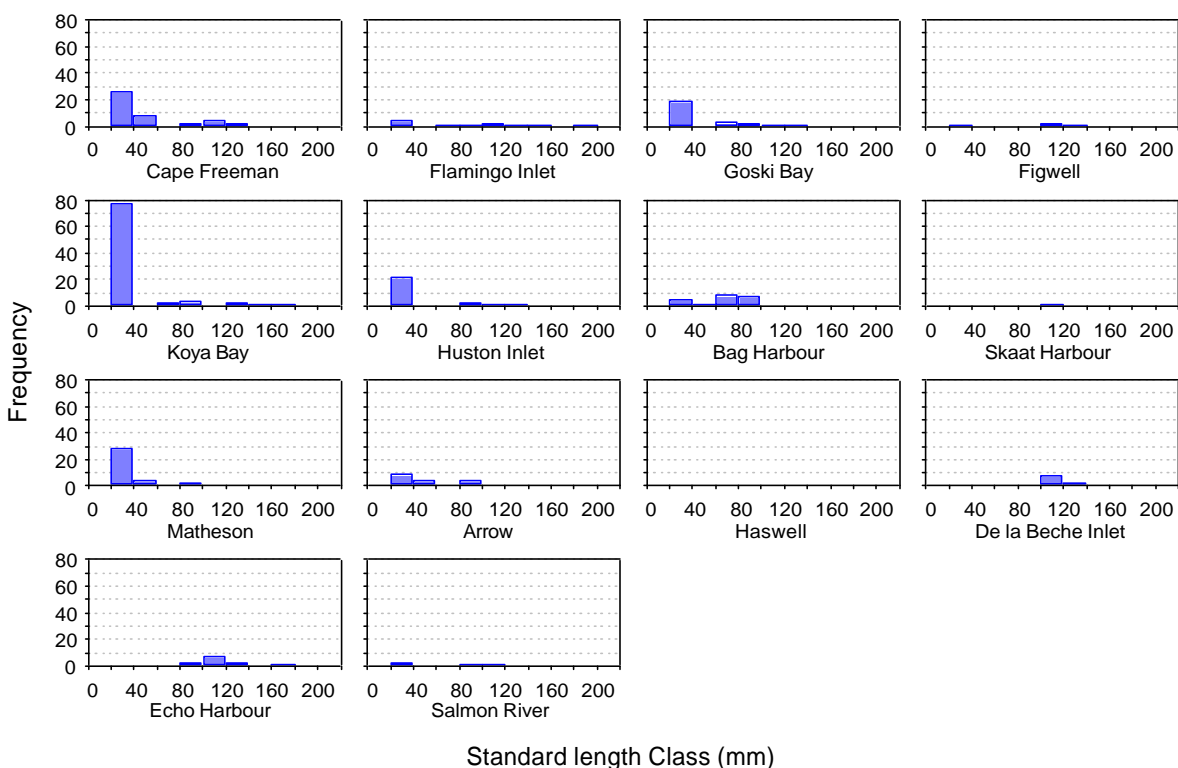 80
60
40
20
0
0 40 80 120 160 200
0 40 80 120 160 200
0 40 80 120 160 200
0 40 80 120 160 200
Cape Freeman
Flamingo Inlet
Goski Bay
Figwell
80
60
40
20
0
0 40 80 120 160 200
0 40 80 120 160 200
0 40 80 120 160 200
0 40 80 120 160 200
Koya Bay
Huston Inlet
Bag Harbour
Skaat Harbour
Frequency
80
60
40
20
0
0 40 80 120 160 200
0 40 80 120 160 200
0 40 80 120 160 200
0 40 80 120 160 200
Matheson
Arrow
Haswell
De la Beche Inlet
80
60
40
20
0
0 40 80 120 160 200
0 40 80 120 160 200
Echo Harbour
Salmon River
Standard length Class (mm)